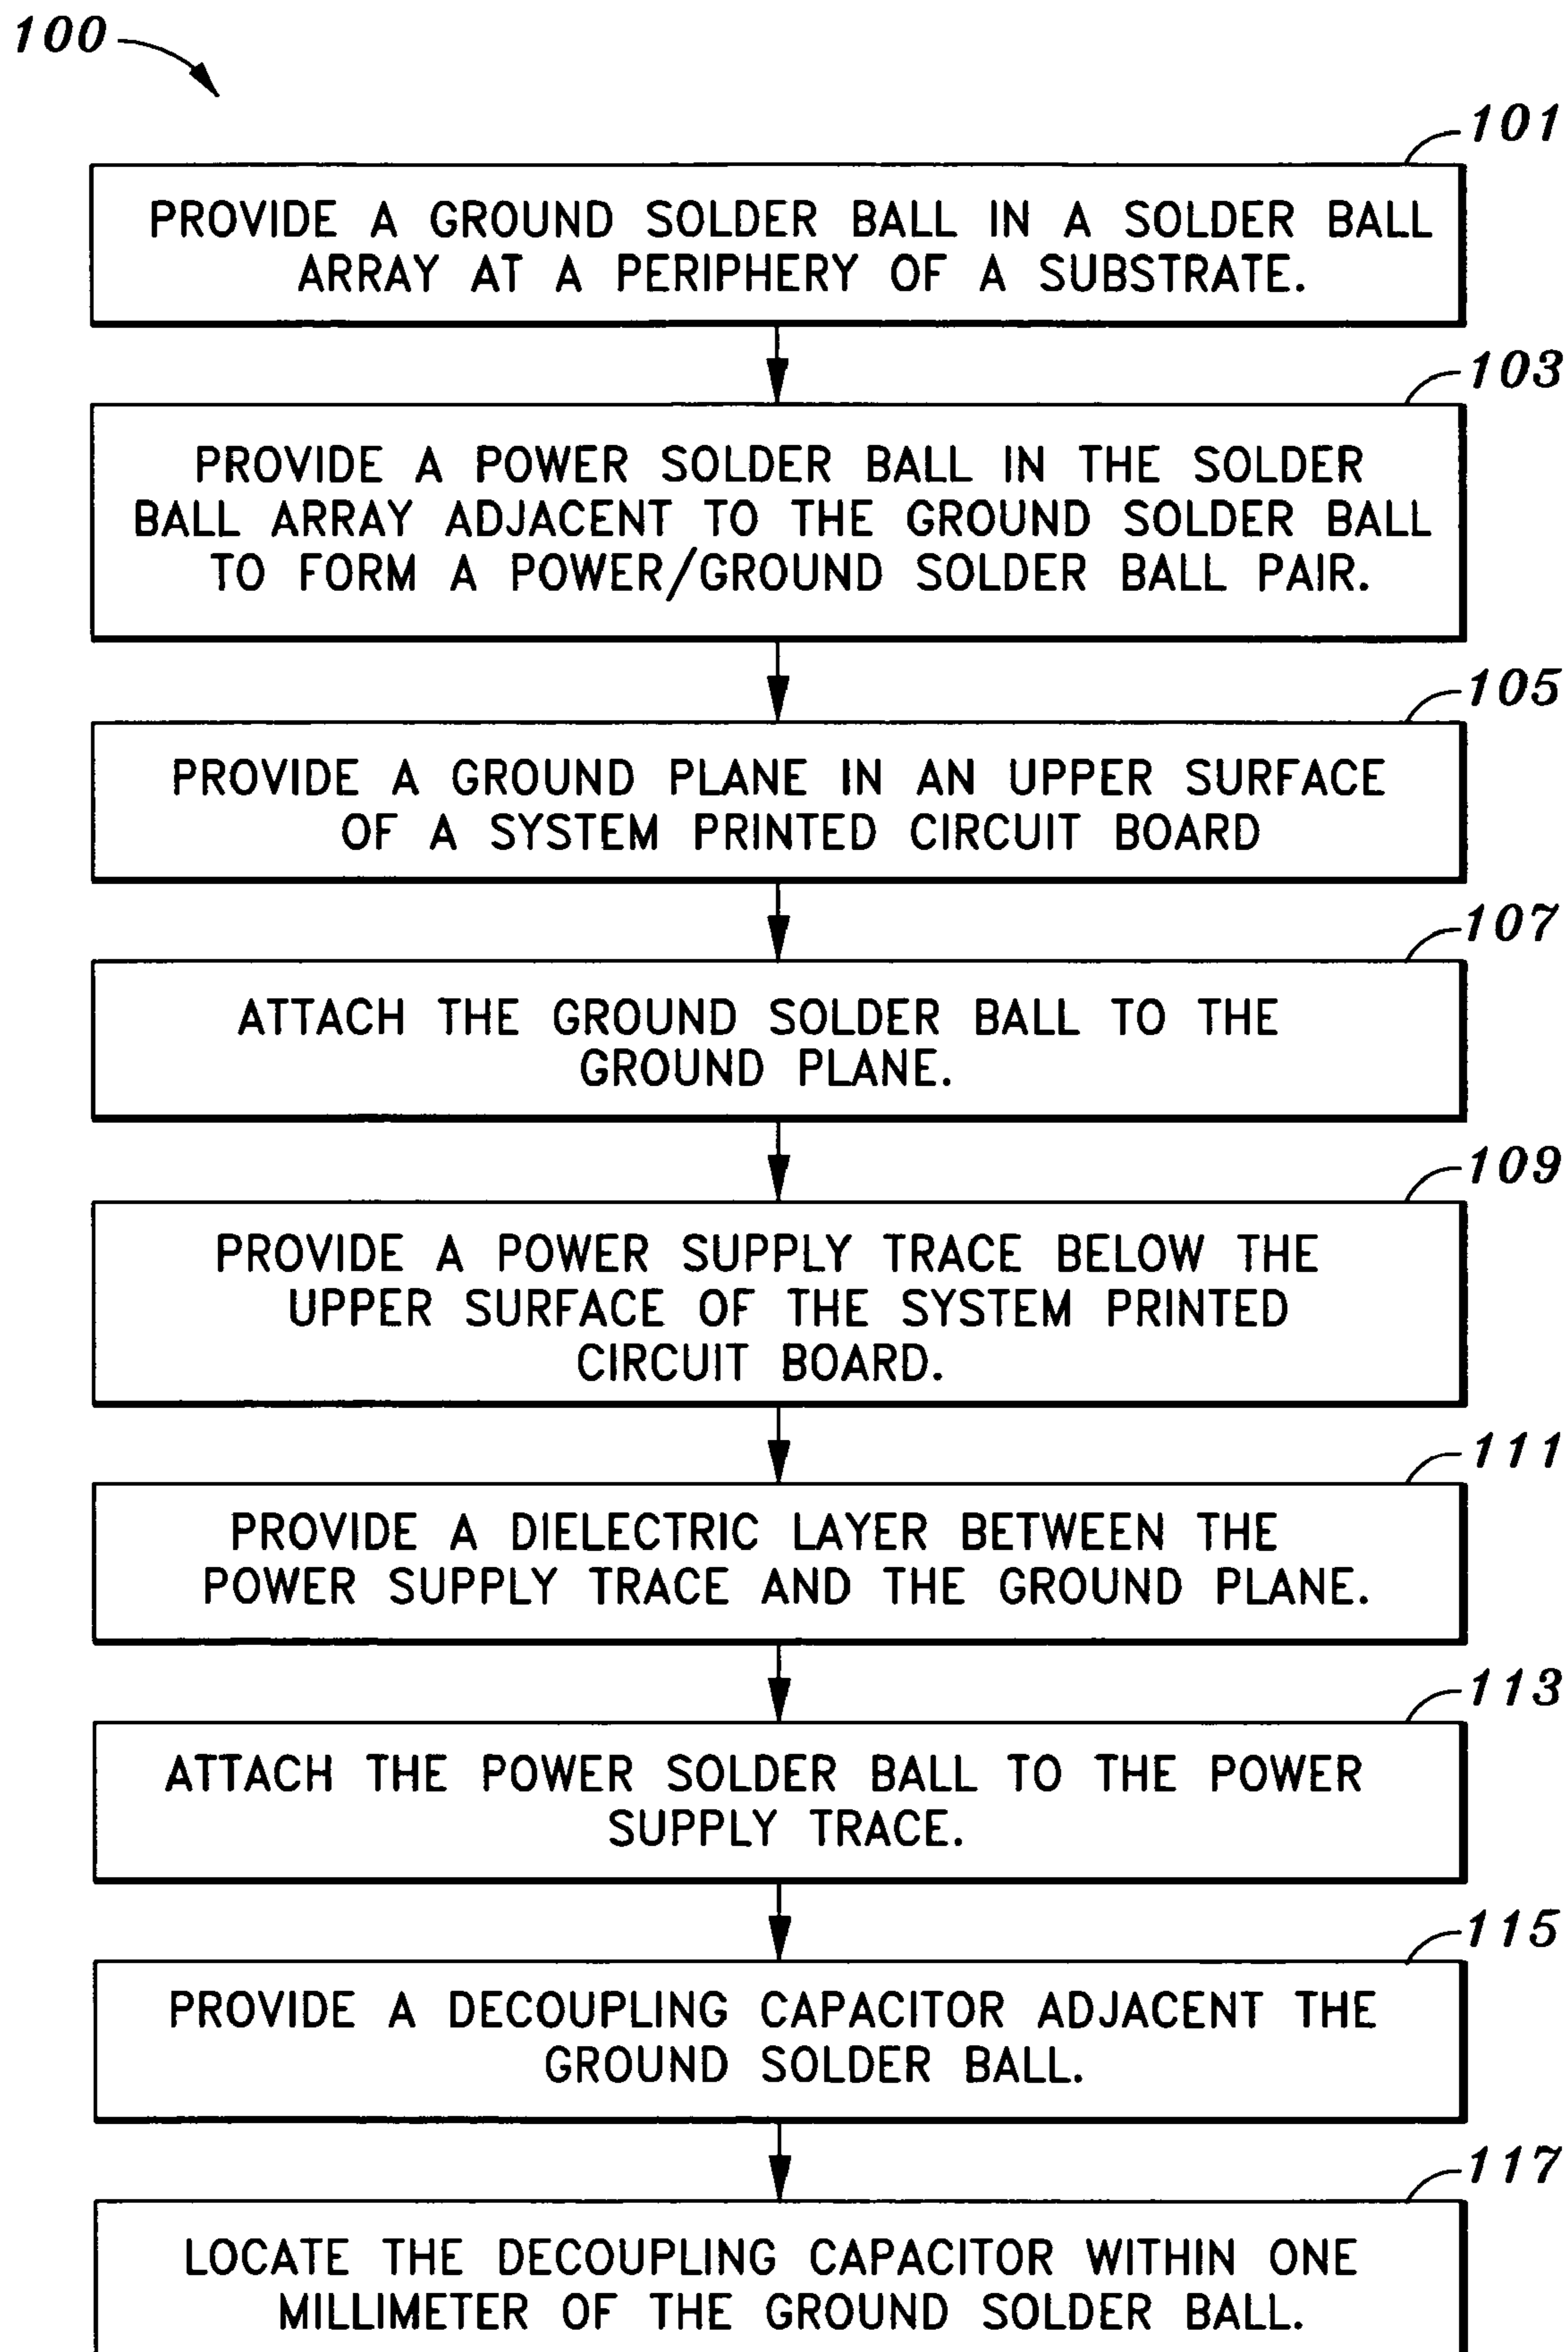 100
101
PROVIDE A GROUND SOLDER BALL IN A SOLDER BALL
ARRAY AT A PERIPHERY OF A SUBSTRATE.
103
PROVIDE A POWER SOLDER BALL IN THE SOLDER
BALL ARRAY ADJACENT TO THE GROUND SOLDER BALL
TO FORM A POWER/GROUND SOLDER BALL PAIR.
105
PROVIDE A GROUND PLANE IN AN UPPER SURFACE
OF A SYSTEM PRINTED CIRCUIT BOARD
107
ATTACH THE GROUND SOLDER BALL TO THE
GROUND PLANE.
109
PROVIDE A POWER SUPPLY TRACE BELOW THE
UPPER SURFACE OF THE SYSTEM PRINTED
CIRCUIT BOARD.
111
PROVIDE A DIELECTRIC LAYER BETWEEN THE
POWER SUPPLY TRACE AND THE GROUND PLANE.
113
ATTACH THE POWER SOLDER BALL TO THE POWER
SUPPLY TRACE.
115
PROVIDE A DECOUPLING CAPACITOR ADJACENT THE
GROUND SOLDER BALL.
117
LOCATE THE DECOUPLING CAPACITOR WITHIN ONE
MILLIMETER OF THE GROUND SOLDER BALL.